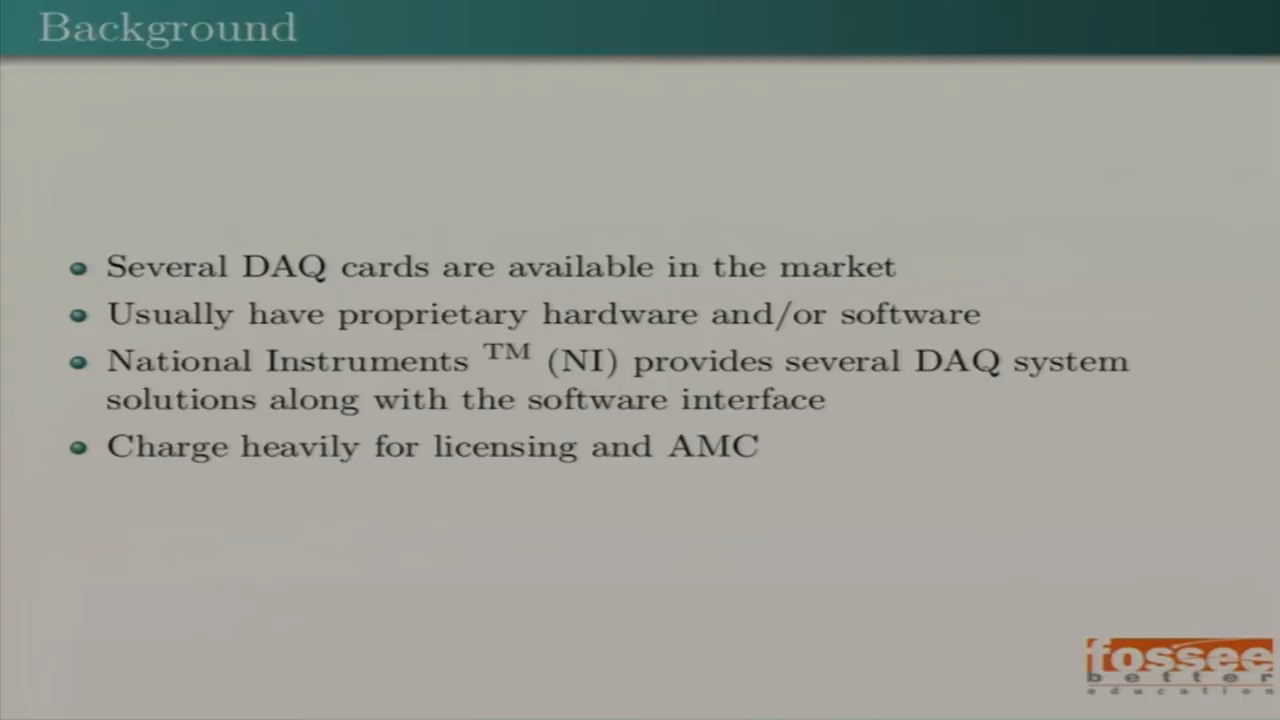 Background
Several DAQ cards are available in the market
Usually have proprietary hardware and/or software
National Instruments ™ (NI) provides several DAQ system
solutions along with the software interface
Charge heavily for licensing and AMC
fossee
better
education